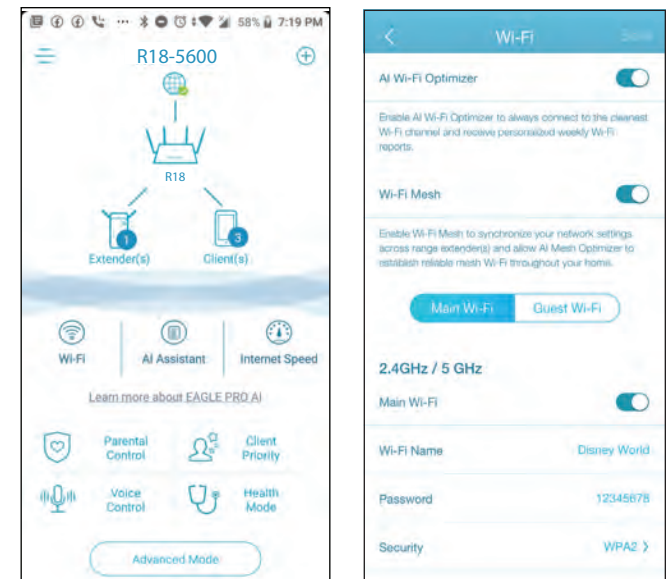 58% 7:19 PM
R18-5600
R18
1
3
Extender(s)
Client(s)
Wi-Fi
AI Assistant
Internet Speed
Learn more about EAGLE PRO AI
Parental
Control
Client
Priority
Voice
Control
Health
Mode
Advanced Mode
Wi-Fi
Save
AI Wi-Fi Optimizer
Enable AI Wi-Fi Optimizer to always connect to the cleanest
Wi-Fi channel and receive personalized weekly Wi-Fi
reports.
Wi-Fi Mesh
Enable Wi-Fi Mesh to synchronize your network settings
across range extender(s) and allow AI Mesh Optimizer to
establish reliable mesh Wi-Fi throughout your home.
Main Wi-Fi
Guest Wi-Fi
2.4GHz / 5 GHz
Main Wi-Fi
Wi-Fi Name
Disney World
Password
12345678
Security
WPA2 >